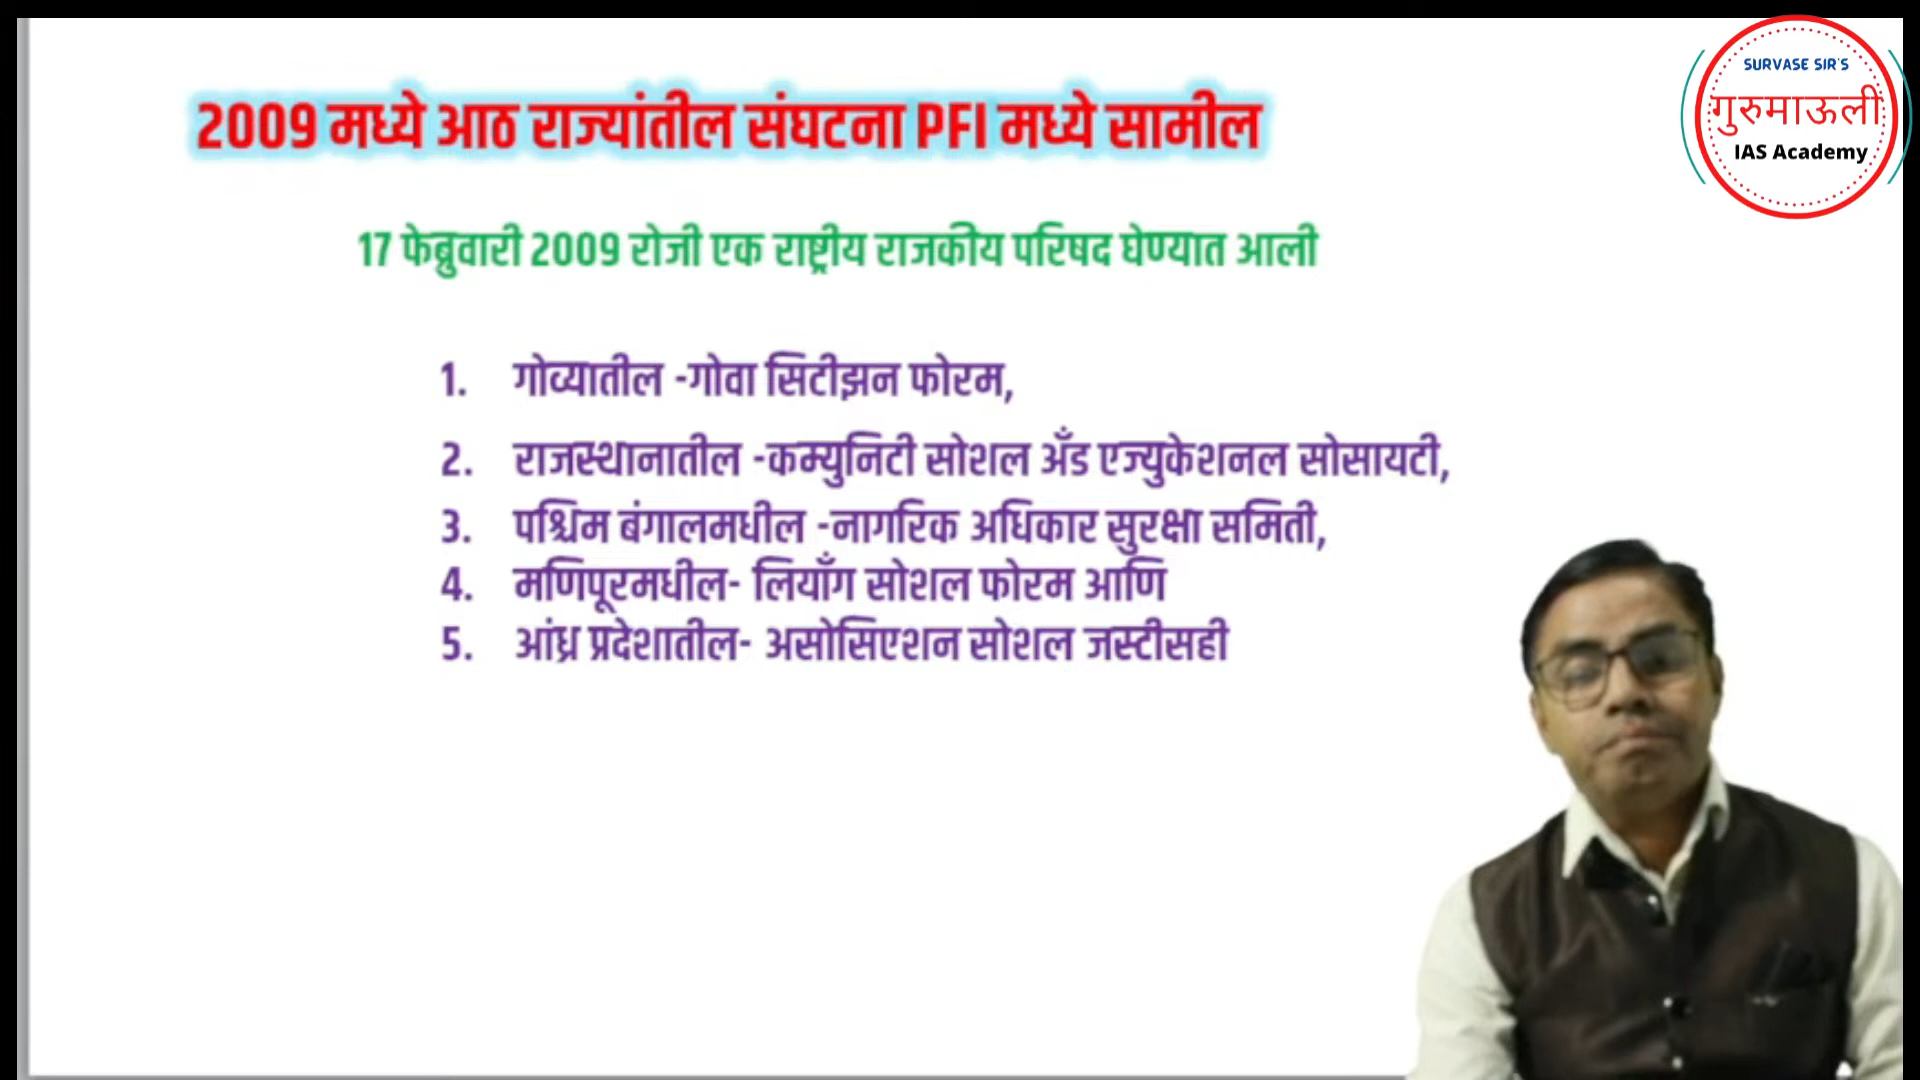 SURVASE SIR'S
गुरुमाऊली
IAS Academy
2009 मध्ये आठ राज्यांतील संघटना PFI मध्ये सामील
17 फेब्रुवारी 2009 रोजी एक राष्ट्रीय राजकीय परिषद घेण्यात आली
1. गोव्यातील -गोवा सिटीझन फोरम,
2. राजस्थानातील -कम्युनिटी सोशल अँड एज्युकेशनल सोसायटी,
3. पश्चिम बंगालमधील -नागरिक अधिकार सुरक्षा समिती,
4. मणिपूरमधील- लियाँग सोशल फोरम आणि
5. आंध्र प्रदेशातील- असोसिएशन सोशल जस्टीसही